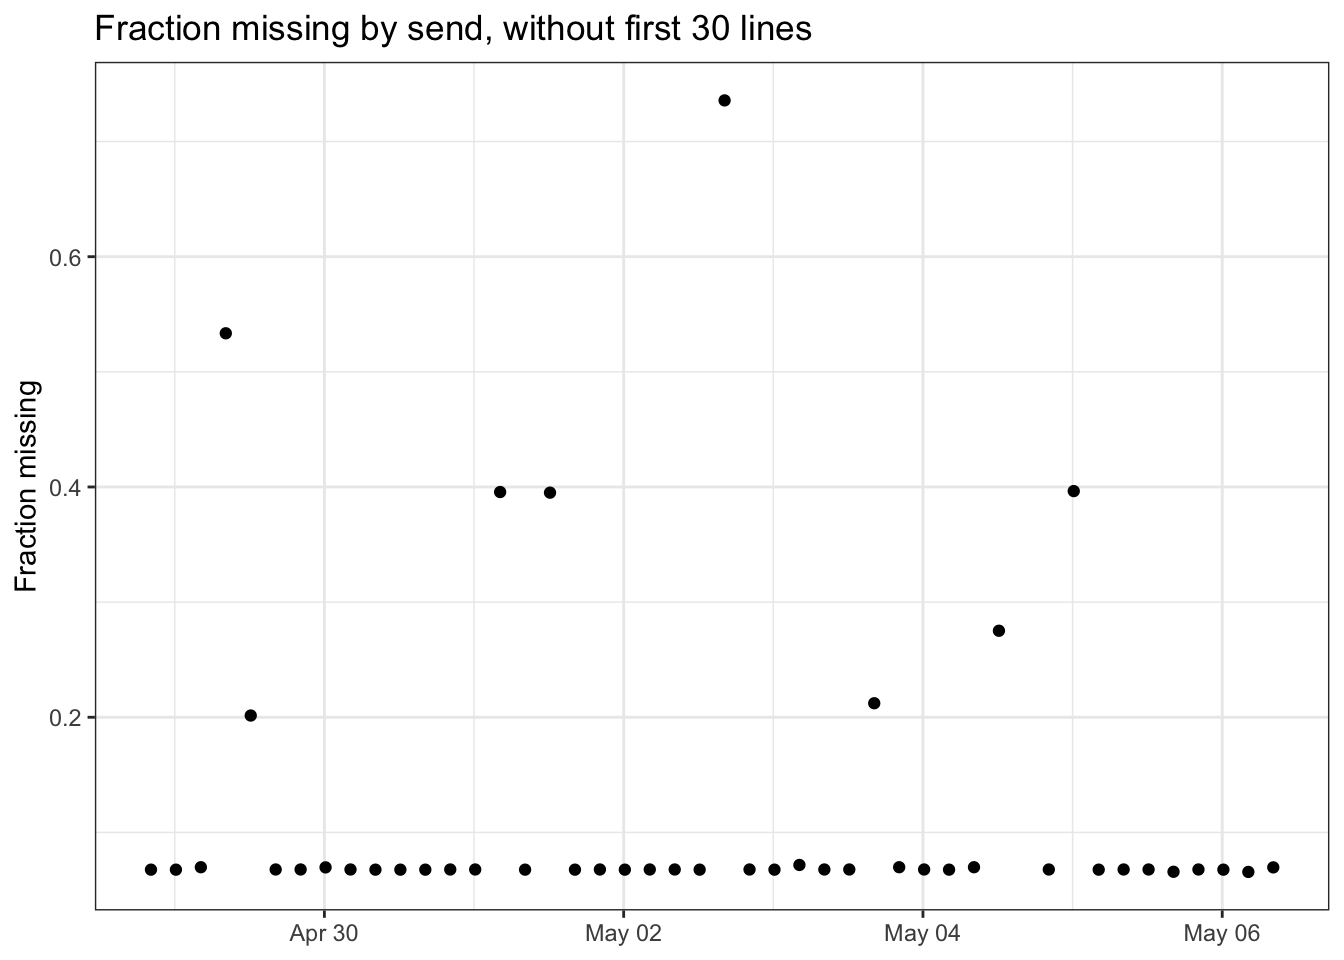 Fraction missing by send, without first 30 lines
Fraction missing
0.6
0.4
0.2
Apr 30
May 02
May 04
May 06